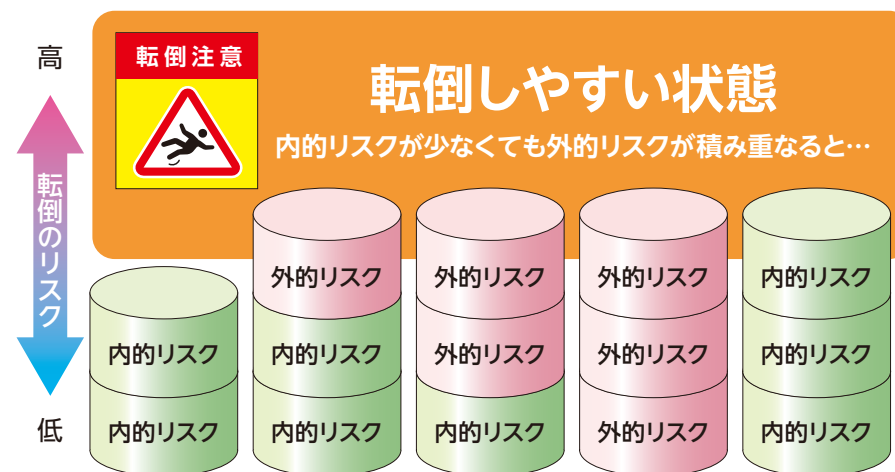 高
転倒注意
転倒しやすい状態
内的リスクが少なくても外的リスクが積み重なると…
転倒のリスク
外的リスク 外的リスク 外的リスク 内的リスク
内的リスク 内的リスク 外的リスク 外的リスク 内的リスク
低
内的リスク 内的リスク 内的リスク 外的リスク 内的リスク